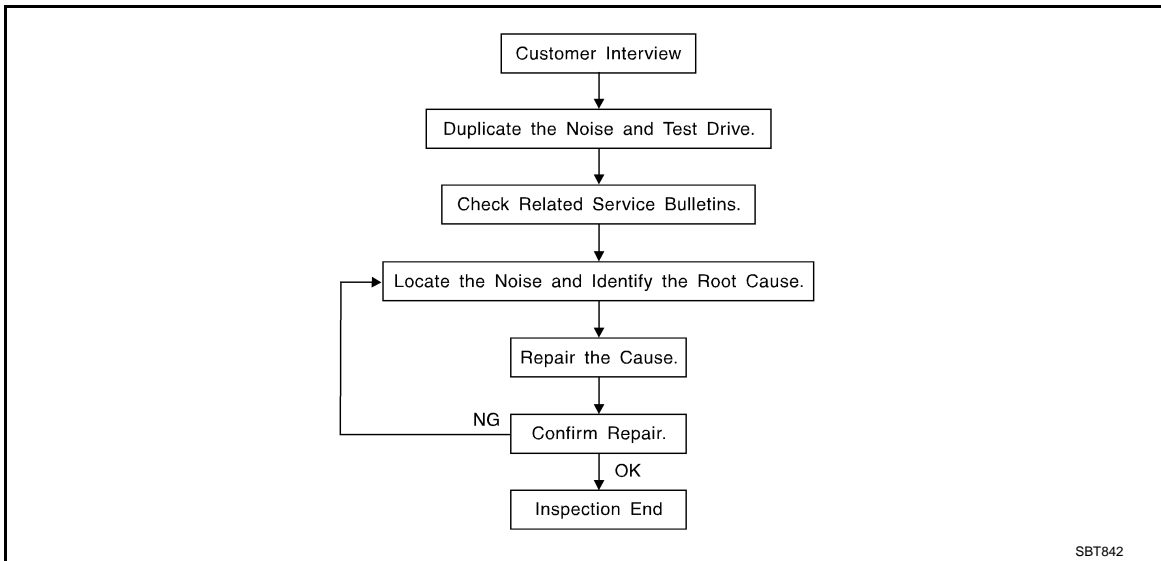 Customer Interview
Duplicate the Noise and Test Drive.
Check Related Service Bulletins.
Locate the Noise and Identify the Root Cause.
Repair the Cause.
NG
Confirm Repair.
OK
Inspection End
SBT842